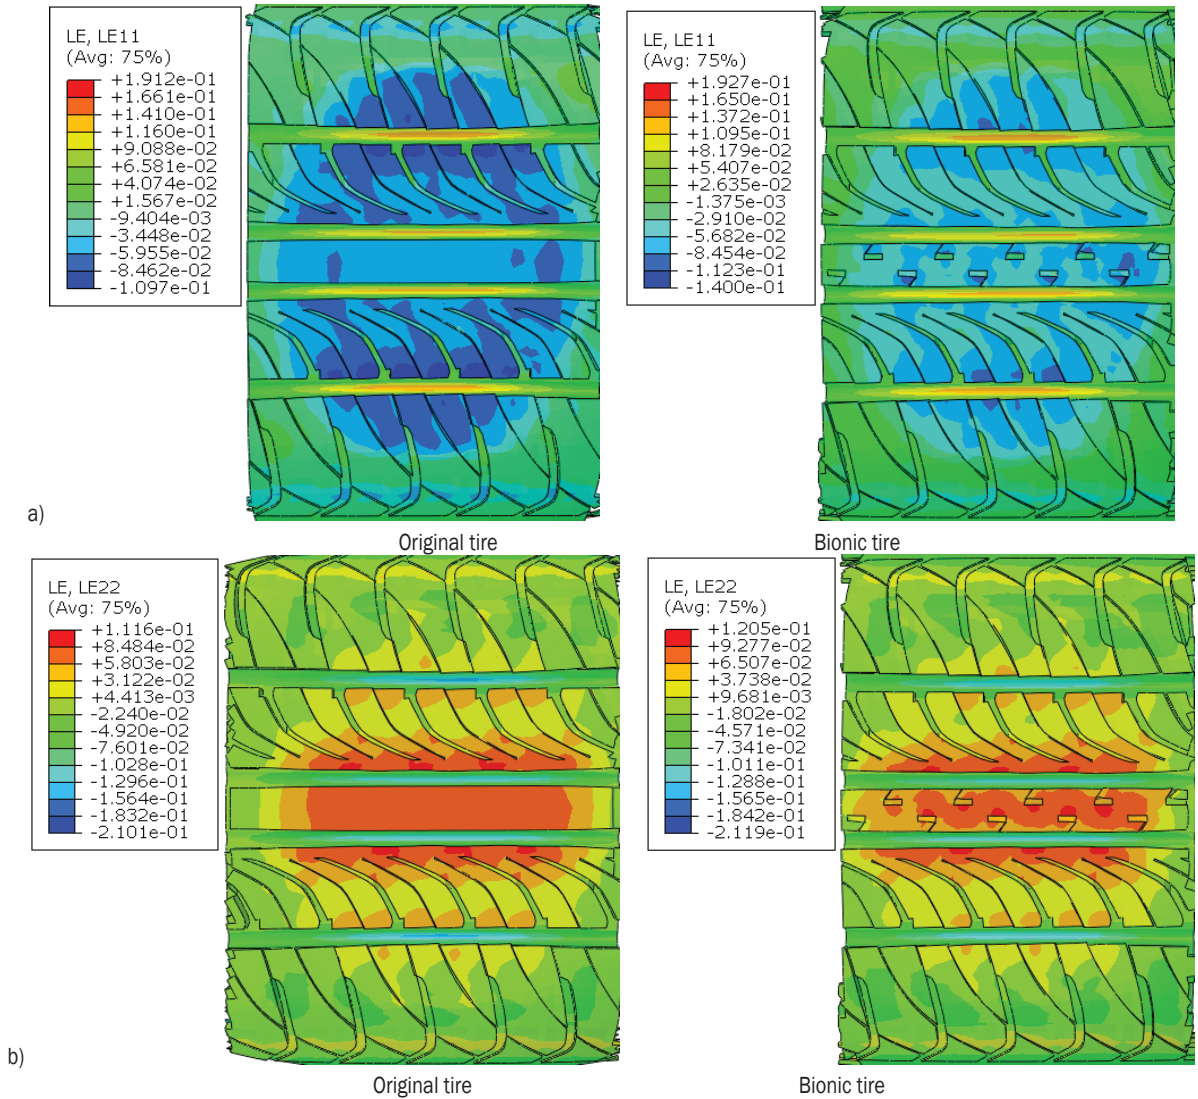 LE, LE11
(Avg: 75%)
+1.912e-01
+1.661e-01
+1.410e-01
+1.160e-01
+9.088e-02
+6.581e-02
+4.074e-02
+1.567e-02
-9.404e-03
-3.448e-02
-5.955e-02
-8.462e-02
-1.097e-01
LE, LE11
(Avg: 75%)
+1.927e-01
+1.650e-01
+1.372e-01
+1.095e-01
+8.179e-02
+5.407e-02
+2.635e-02
-1.375e-03
-2.910e-02
-5.682e-02
-8.454e-02
-1.123e-01
-1.400e-01
a)
Original tire
Bionic tire
LE, LE22
(Avg: 75%)
+1.116e-01
+8.484e-02
+5.803e-02
+3.122e-02
+4.413e-03
-2.240e-02
-4.920e-02
-7.601e-02
-1.028e-01
-1.296e-01
-1.564e-01
-1.832e-01
-2.101e-01
LE, LE22
(Avg: 75%)
+1.205e-01
+9.277e-02
+6.507e-02
+3.738e-02
+9.681e-03
-1.802e-02
-4.571e-02
-7.341e-02
-1.011e-01
-1.288e-01
-1.565e-01
-1.842e-01
-2.119e-01
b)
Original tire
Bionic tire